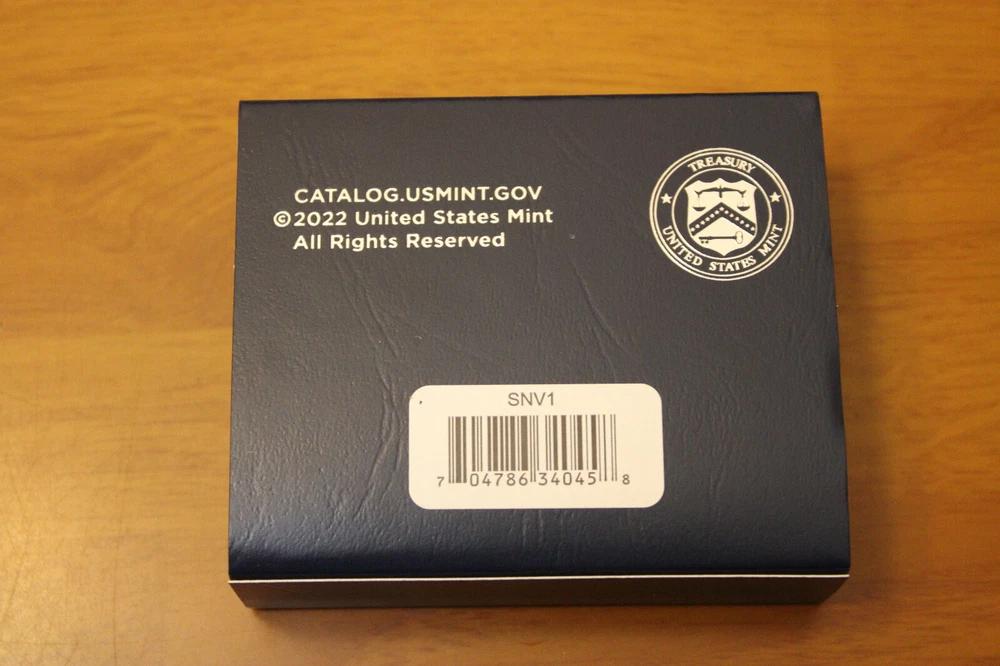 CATALOG.USMINT.GOV
©2022 United States Mint
All Rights Reserved
TREASURY
UNITED STATES MINT
SNV1
7 04786 34045 8